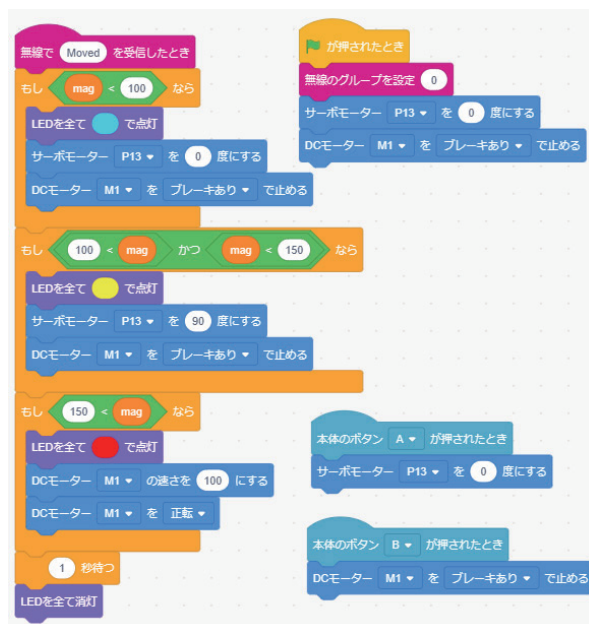 無線で Moved を受信したとき
もし mag < 100 なら
LEDを全て で点灯
サーボモーター P13 を 0 度にする
DCモーター M1 を ブレーキあり で止める
もし 100 < mag かつ mag < 150 なら
LEDを全て で点灯
サーボモーター P13 を 90 度にする
DCモーター M1 を ブレーキあり で止める
もし 150 < mag なら
LEDを全て で点灯
DCモーター M1 の速さを 100 にする
DCモーター M1 を 正転
1 秒待つ
LEDを全て消灯
が押されたとき
無線のグループを設定 0
サーボモーター P13 を 0 度にする
DCモーター M1 を ブレーキあり で止める
本体のボタン A が押されたとき
サーボモーター P13 を 0 度にする
本体のボタン B が押されたとき
DCモーター M1 を ブレーキあり で止める